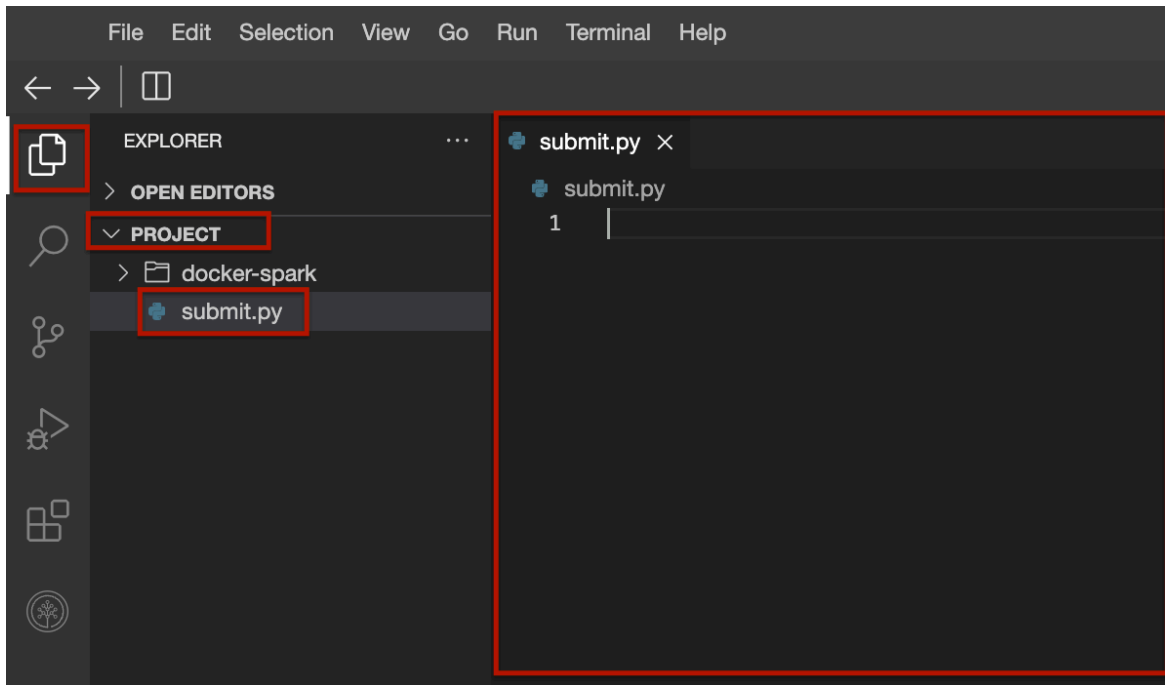 File Edit Selection View Go Run Terminal Help
EXPLORER ...
OPEN EDITORS
PROJECT
docker-spark
submit.py
submit.py
submit.py
1